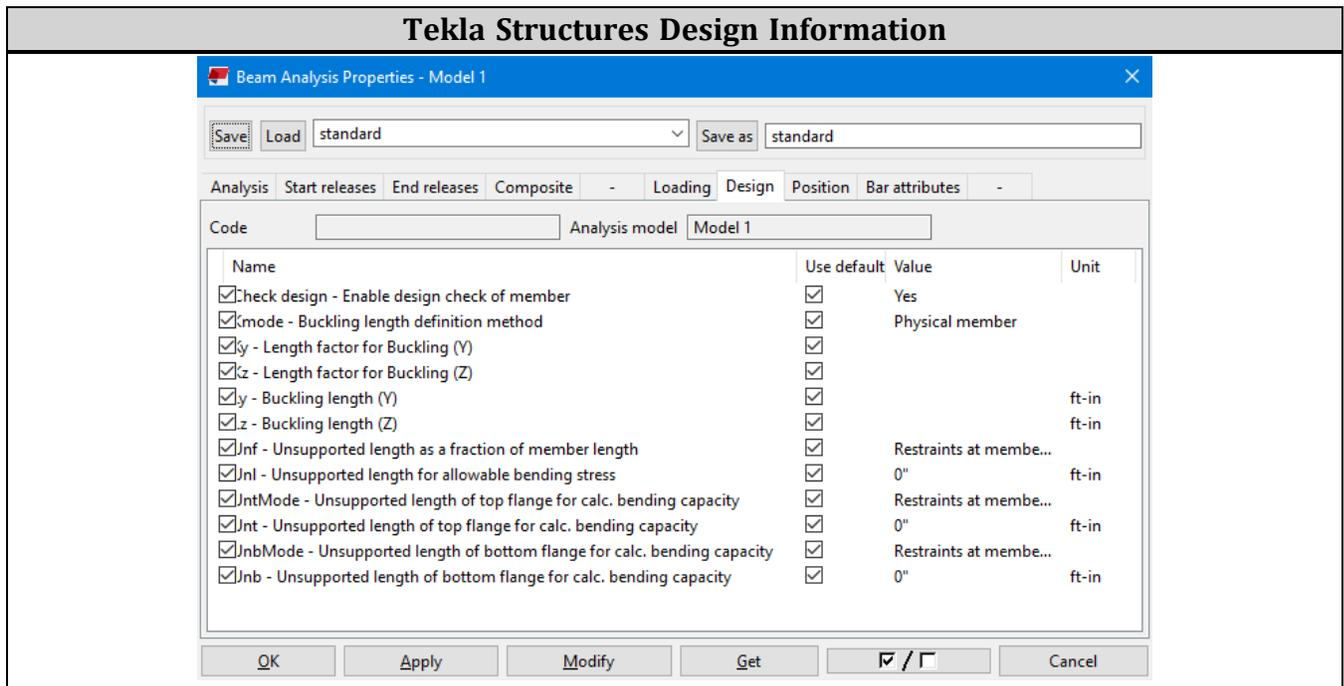 Tekla Structures Design Information
Beam Analysis Properties - Model 1
Save Load standard Save as standard
Analysis Start releases End releases Composite - Loading Design Position Bar attributes -
Code Analysis model Model 1
Name Use default Value Unit
Check design - Enable design check of member Yes
Kmode - Buckling length definition method Physical member
Ky - Length factor for Buckling (Y)
Kz - Length factor for Buckling (Z)
.y - Buckling length (Y) ft-in
.z - Buckling length (Z) ft-in
Unf - Unsupported length as a fraction of member length Restraints at membe...
Unl - Unsupported length for allowable bending stress 0" ft-in
UntMode - Unsupported length of top flange for calc. bending capacity Restraints at membe...
Unt - Unsupported length of top flange for calc. bending capacity 0" ft-in
UnbMode - Unsupported length of bottom flange for calc. bending capacity Restraints at membe...
Unb - Unsupported length of bottom flange for calc. bending capacity 0" ft-in
OK Apply Modify Get / Cancel